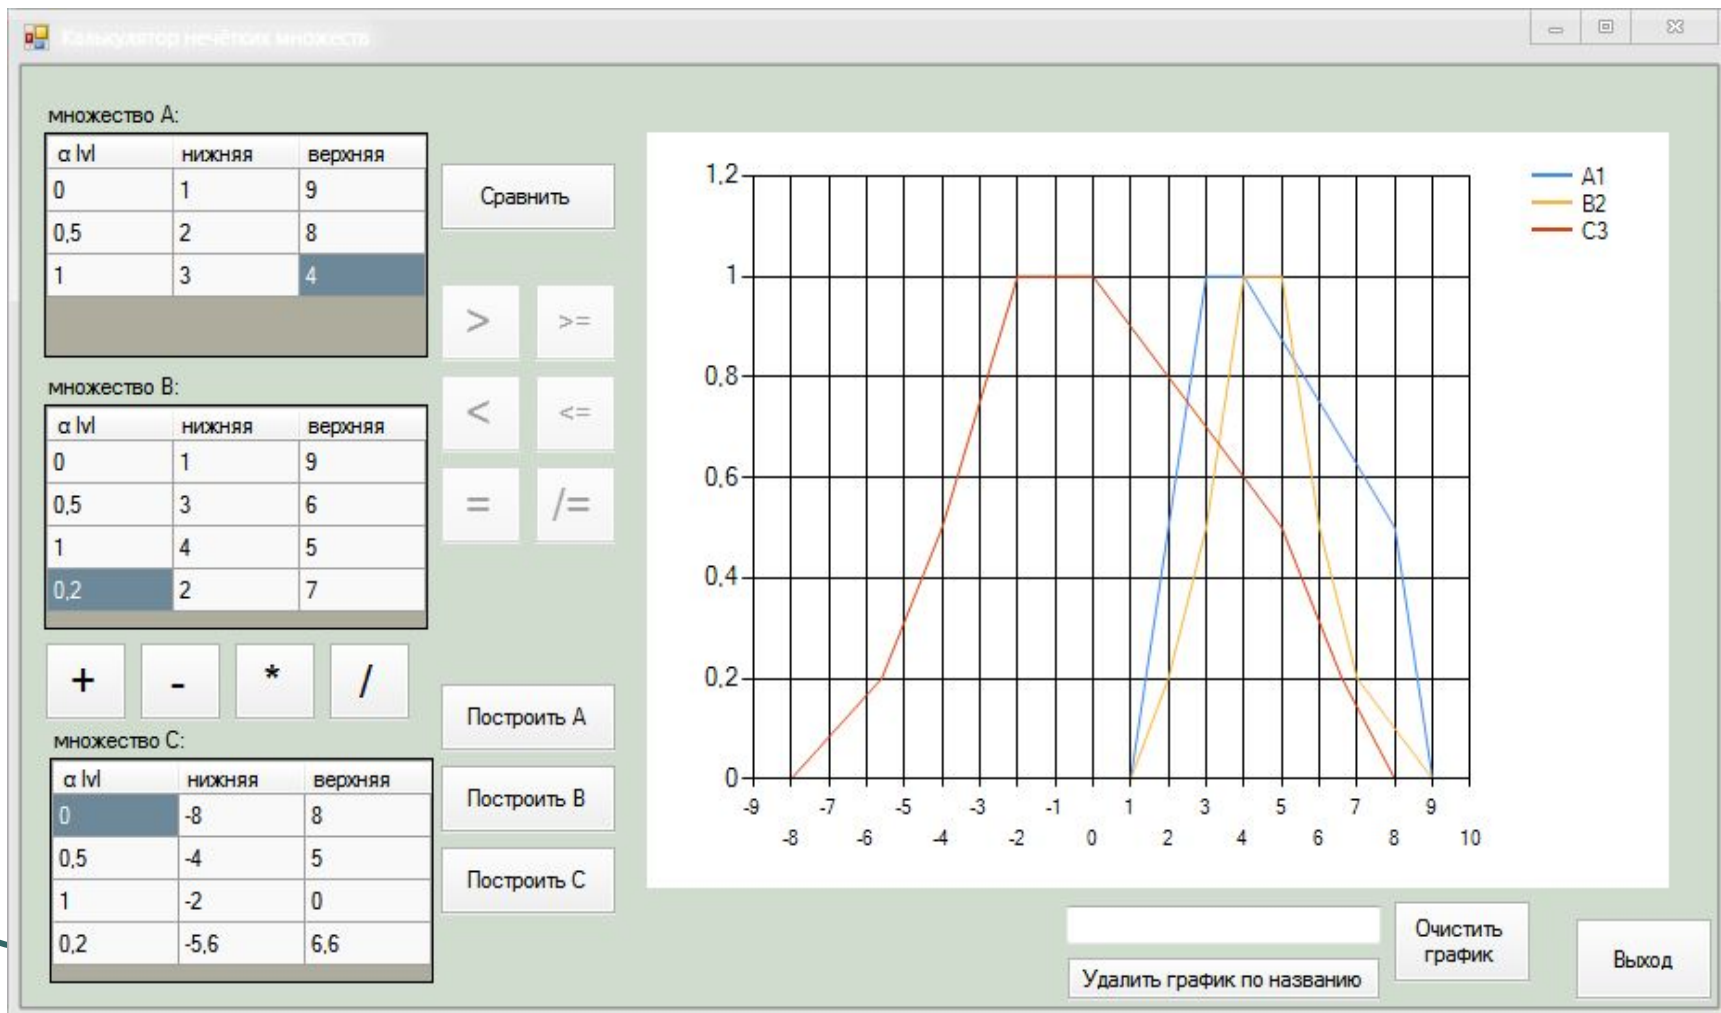 Калькулятор нечётких множеств
множество A:
α lvl нижняя верхняя
0 1 9
0,5 2 8
1 3 4
множество B:
α lvl нижняя верхняя
0 1 9
0,5 3 6
1 4 5
0,2 2 7
+ - * /
множество C:
α lvl нижняя верхняя
0 -8 8
0,5 -4 5
1 -2 0
0,2 -5,6 6,6
Сравнить
> >=
< <=
= /=
Построить A
Построить B
Построить C
1,2
1
0,8
0,6
0,4
0,2
0
-9 -7 -5 -3 -1 1 3 5 7 9
-8 -6 -4 -2 0 2 4 6 8 10
A1
B2
C3
Удалить график по названию
Очистить
график
Выход